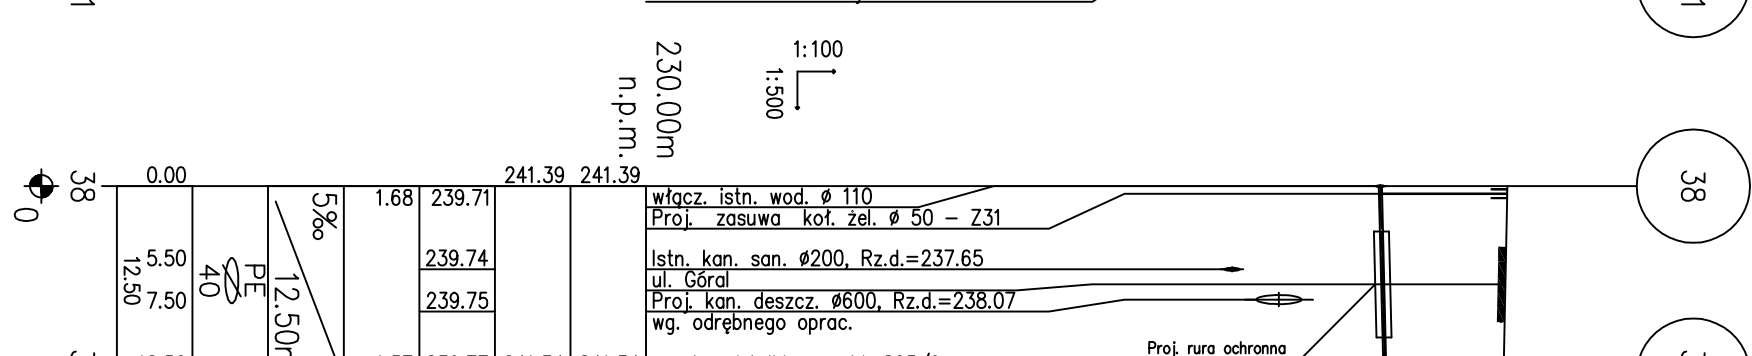 1:100
1:500
230.00m
n.p.m.
38
0
0.00
1.68
239.71
241.39
241.39
włącz. istn. wod. ø 110
Proj. zasuwa koł. żel. ø 50 – Z31
38
5‰
5.50
239.74
Istn. kan. san. ø200, Rz.d.=237.65
ul. Góral
12.50
7.50
PE
Ø 40
12.50m
239.75
Proj. kan. deszcz. ø600, Rz.d.=238.07
wg. odrębnego oprac.
Proj. rura ochronna